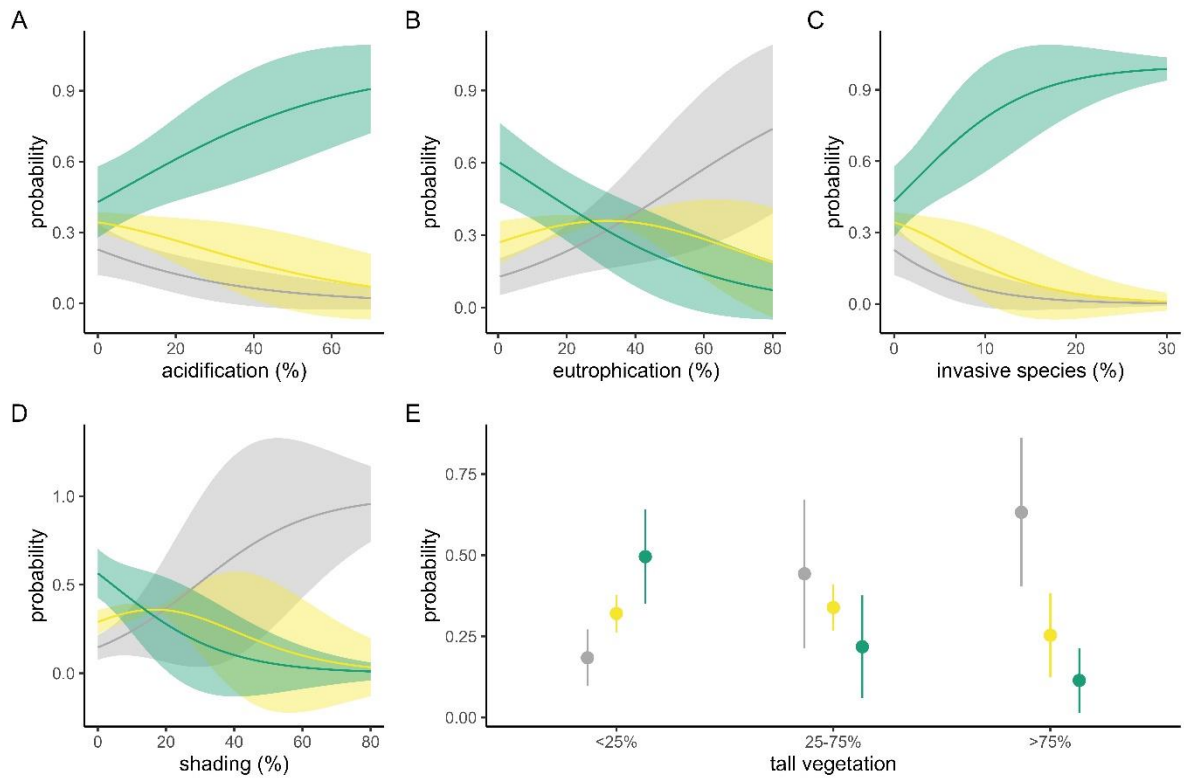 A
probability
0.9
0.6
0.3
0.0
0 20 40 60
acidification (%)
B
probability
0.9
0.6
0.3
0.0
0 20 40 60 80
eutrophication (%)
C
probability
0.9
0.6
0.3
0.0
0 10 20 30
invasive species (%)
D
probability
1.0
0.5
0.0
0 20 40 60 80
shading (%)
E
probability
0.75
0.50
0.25
0.00
<25% 25-75% >75%
tall vegetation